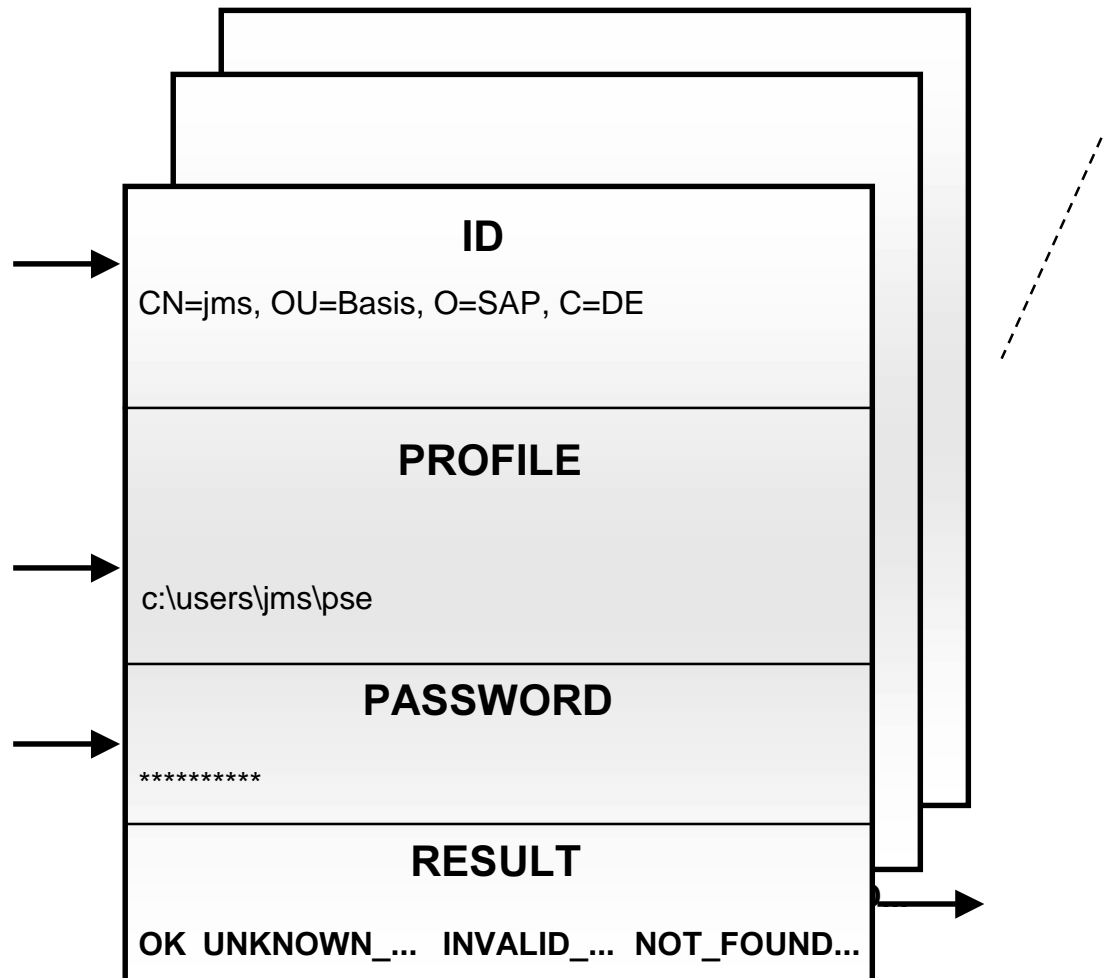 ID
CN=jms, OU=Basis, O=SAP, C=DE
PROFILE
c:\users\jms\pse
PASSWORD
**********
RESULT
OK UNKNOWN_... INVALID_... NOT_FOUND...